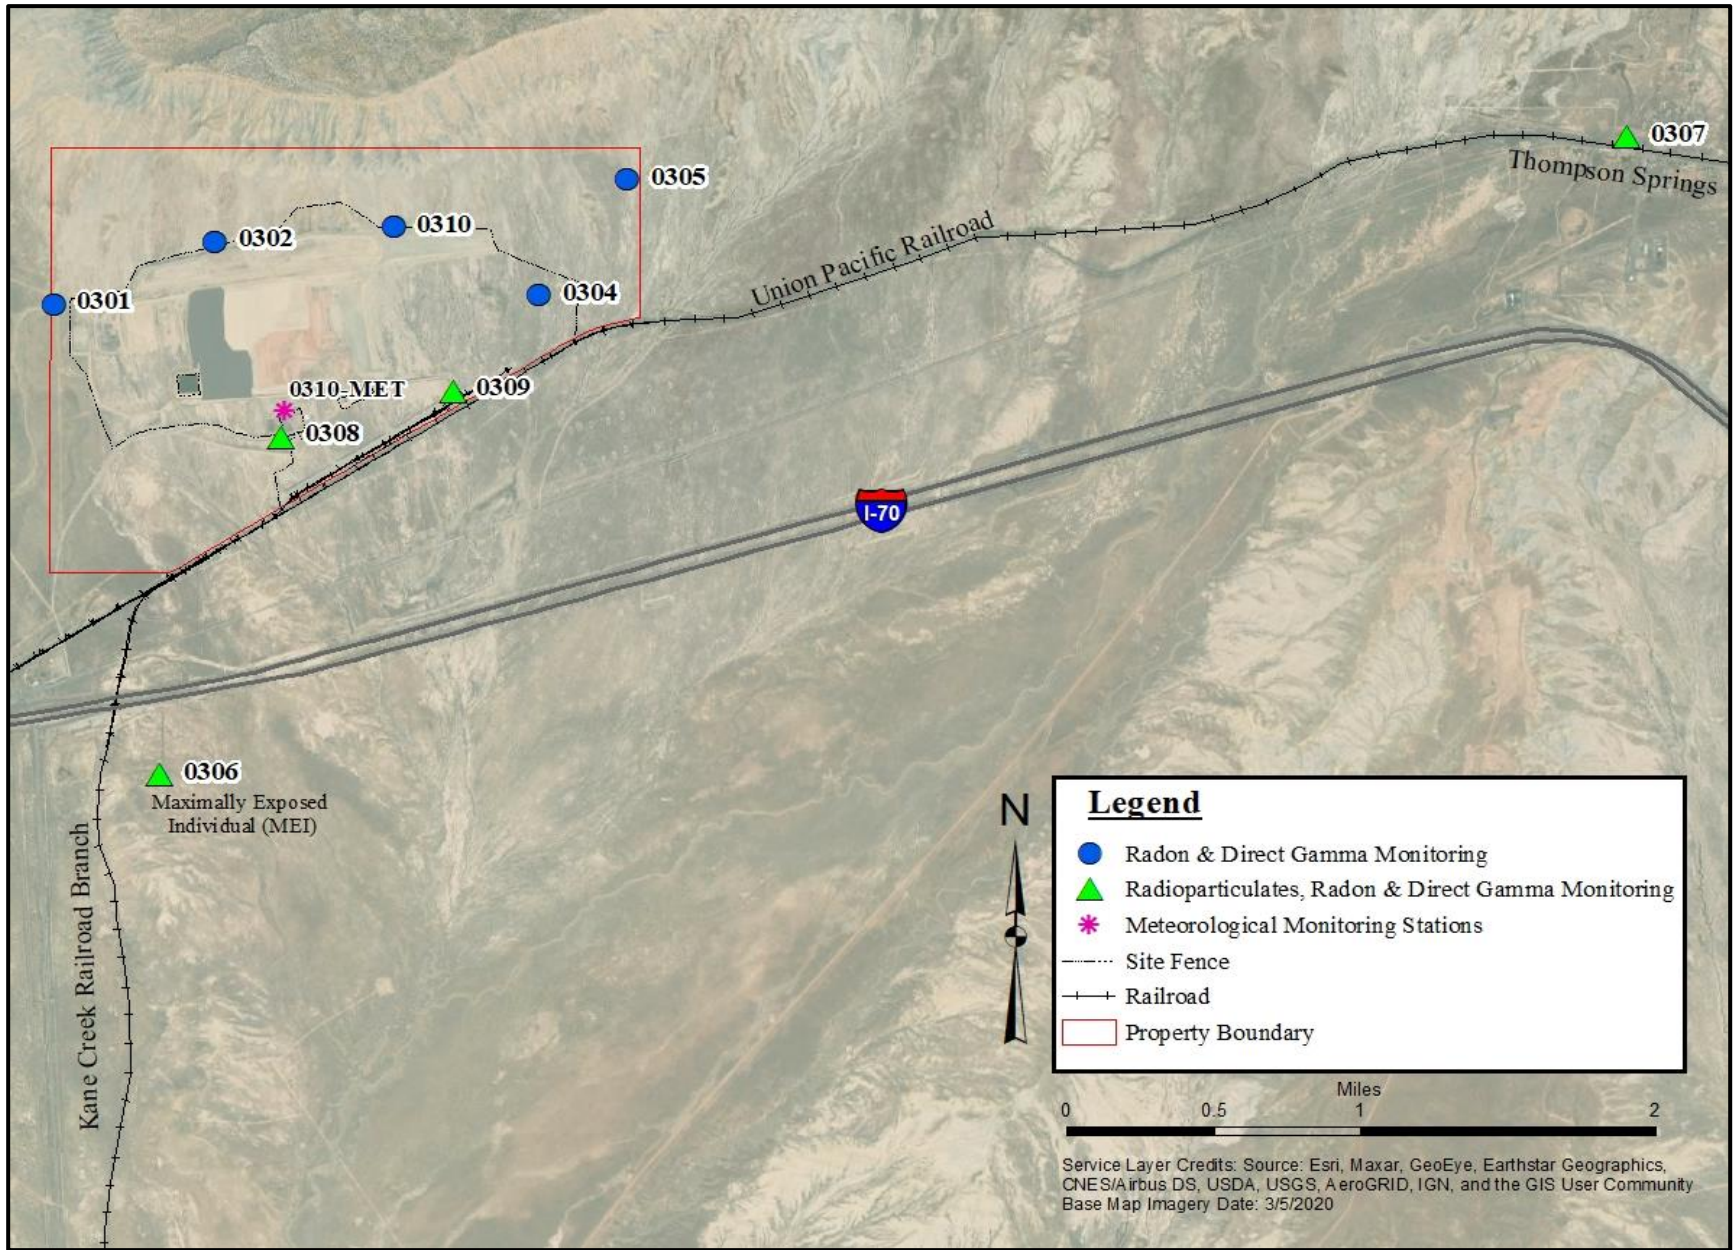 0307
Thompson Springs
0305
0310
0302
Union Pacific Railroad
0301
0304
0310-MET
0309
0308
I-70
0306
Maximally Exposed
Individual (MEI)
Kane Creek Railroad Branch
N
Legend
Radon & Direct Gamma Monitoring
Radioparticulates, Radon & Direct Gamma Monitoring
Meteorological Monitoring Stations
Site Fence
Railroad
Property Boundary
Miles
0 0.5 1 2
Service Layer Credits: Source: Esri, Maxar, GeoEye, Earthstar Geographics,
CNES/Airbus DS, USDA, USGS, AeroGRID, IGN, and the GIS User Community
Base Map Imagery Date: 3/5/2020